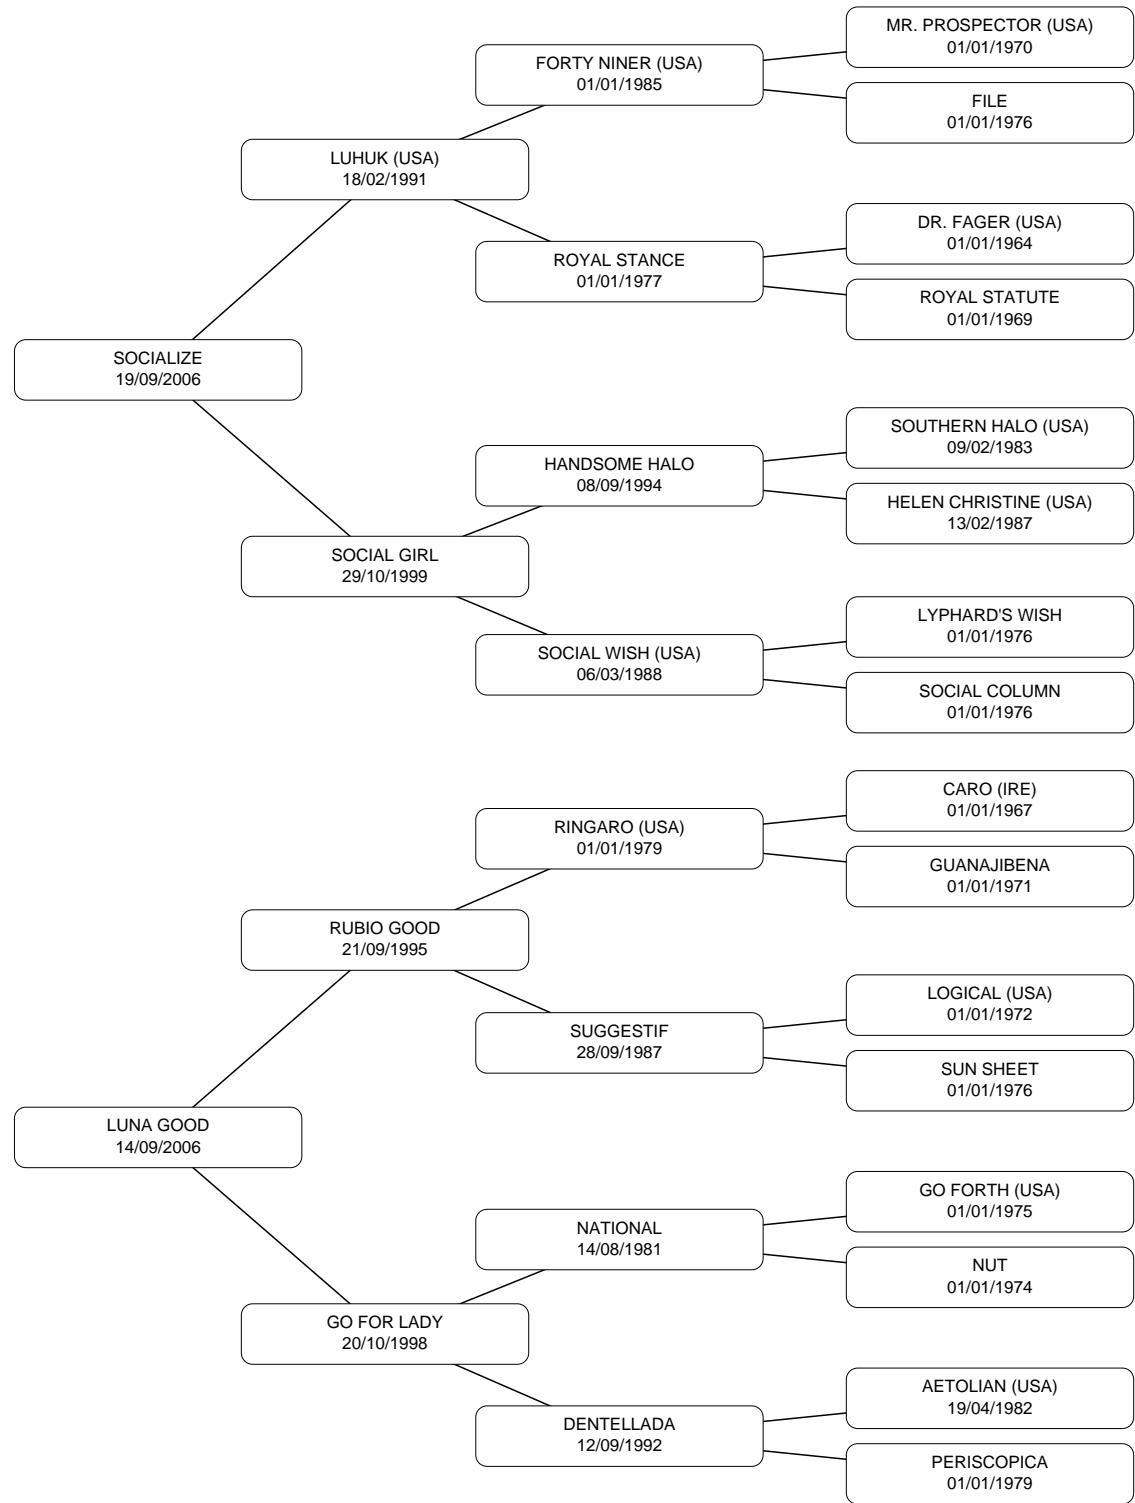 MR. PROSPECTOR (USA)
01/01/1970
FORTY NINER (USA)
01/01/1985
FILE
01/01/1976
LUHUK (USA)
18/02/1991
DR. FAGER (USA)
01/01/1964
ROYAL STANCE
01/01/1977
ROYAL STATUTE
01/01/1969
SOCIALIZE
19/09/2006
SOUTHERN HALO (USA)
09/02/1983
HANDSOME HALO
08/09/1994
HELEN CHRISTINE (USA)
13/02/1987
SOCIAL GIRL
29/10/1999
LYPHARD'S WISH
01/01/1976
SOCIAL WISH (USA)
06/03/1988
SOCIAL COLUMN
01/01/1976
CARO (IRE)
01/01/1967
RINGARO (USA)
01/01/1979
GUANAJIBENA
01/01/1971
RUBIO GOOD
21/09/1995
LOGICAL (USA)
01/01/1972
SUGGESTIF
28/09/1987
SUN SHEET
01/01/1976
LUNA GOOD
14/09/2006
GO FORTH (USA)
01/01/1975
NATIONAL
14/08/1981
NUT
01/01/1974
GO FOR LADY
20/10/1998
AETOLIAN (USA)
19/04/1982
DENTELLADA
12/09/1992
PERISCOPICA
01/01/1979